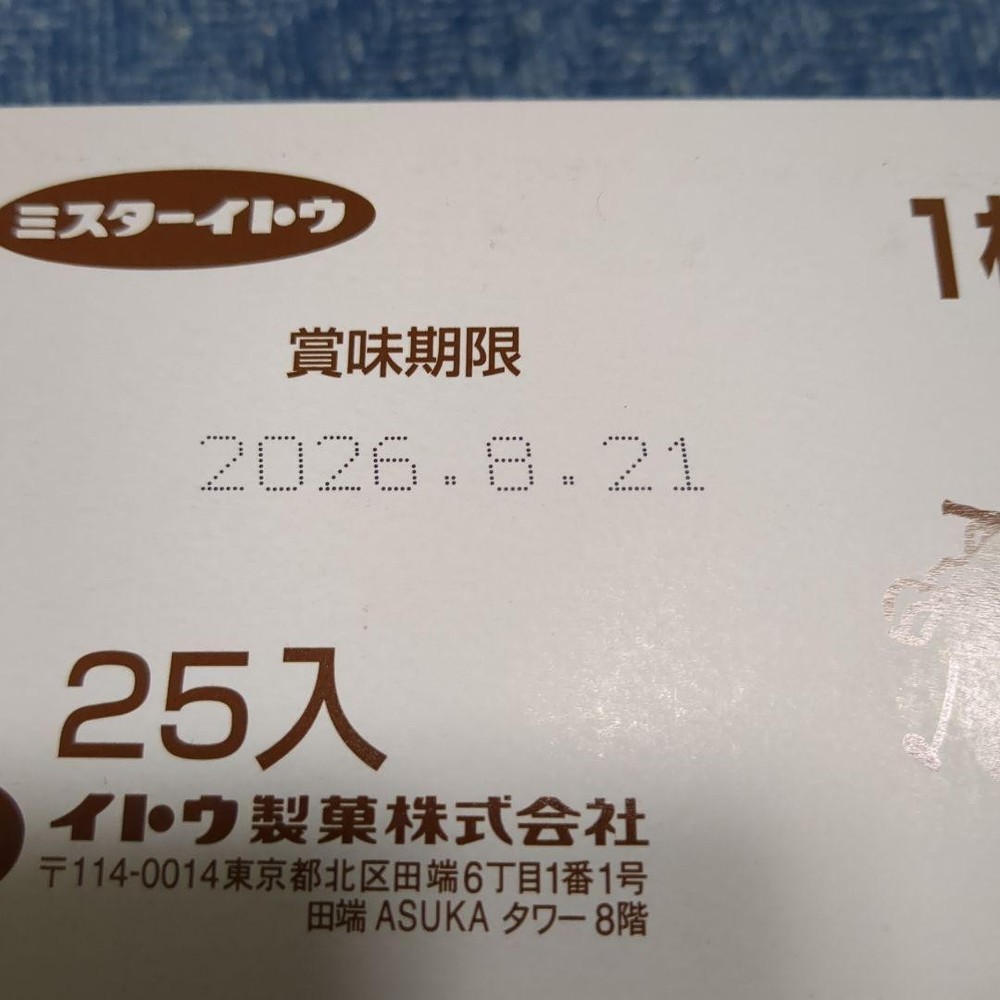 ミスターイトウ
賞味期限
2026.8.21
25入
イトウ製菓株式会社
〒114-0014東京都北区田端6丁目1番1号
田端 ASUKA タワー 8階